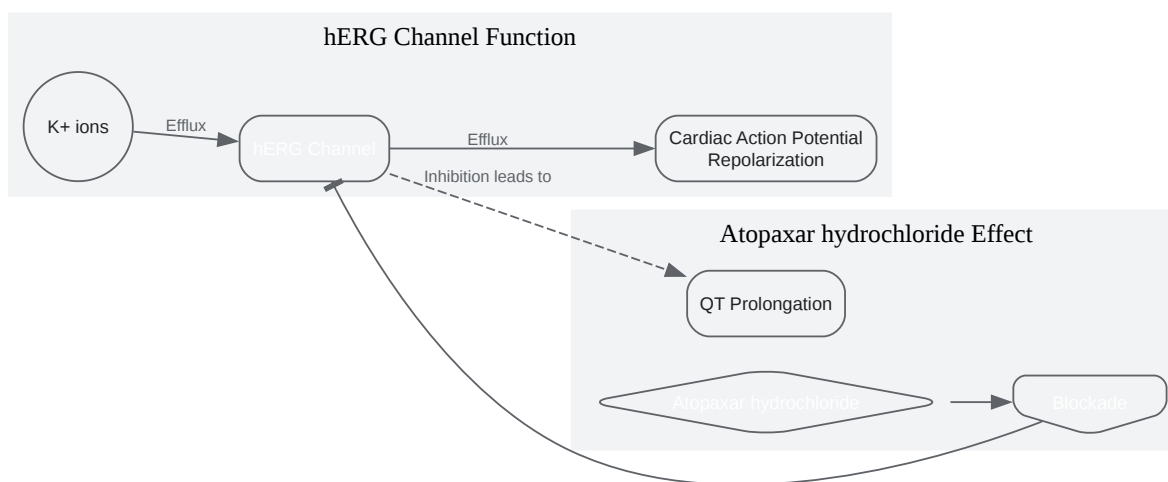 hERG Channel Function
K+ ions
Efflux
hERG Channel
Efflux
Cardiac Action Potential
Repolarization
Inhibition leads to
Atopaxar hydrochloride Effect
QT Prolongation
Atopaxar hydrochloride
Blockade